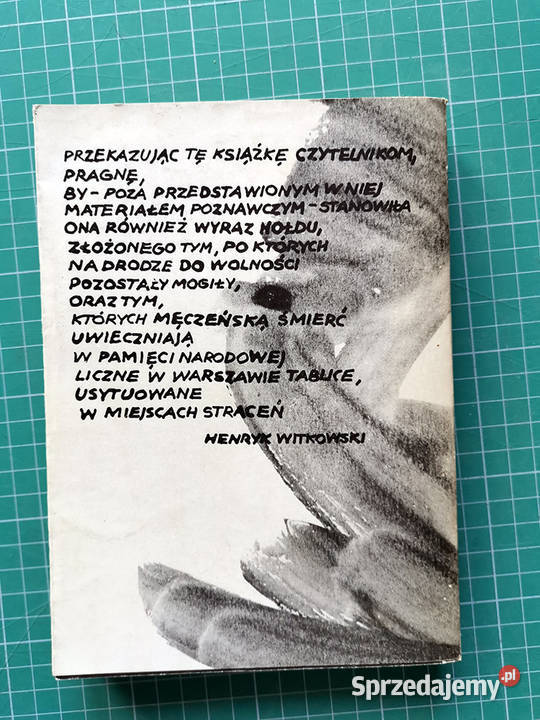 PRZEKAZUJĄC TĘ KSIĄŻKĘ CZYTELNIKOM,
PRAGNĘ,
BY – POZA PRZEDSTAWIONYM W NIEJ
MATERIAŁEM POZNAWCZYM – STANOWIŁA
ONA RÓWNIEŻ WYRAZ HOŁDU,
ZŁOŻONEGO TYM, PO KTÓRYCH
NA DRODZE DO WOLNOŚCI
POZOSTAŁY MOGIŁY,
ORAZ TYM,
KTÓRYCH MĘCZEŃSKĄ ŚMIERĆ
UWIECZNIAJĄ
W PAMIĘCI NARODOWEJ
LICZNE W WARSZAWIE TABLICE,
USYTUOWANE
W MIEJSCACH STRACEŃ
HENRYK WITKOWSKI
Sprzedajemy.pl